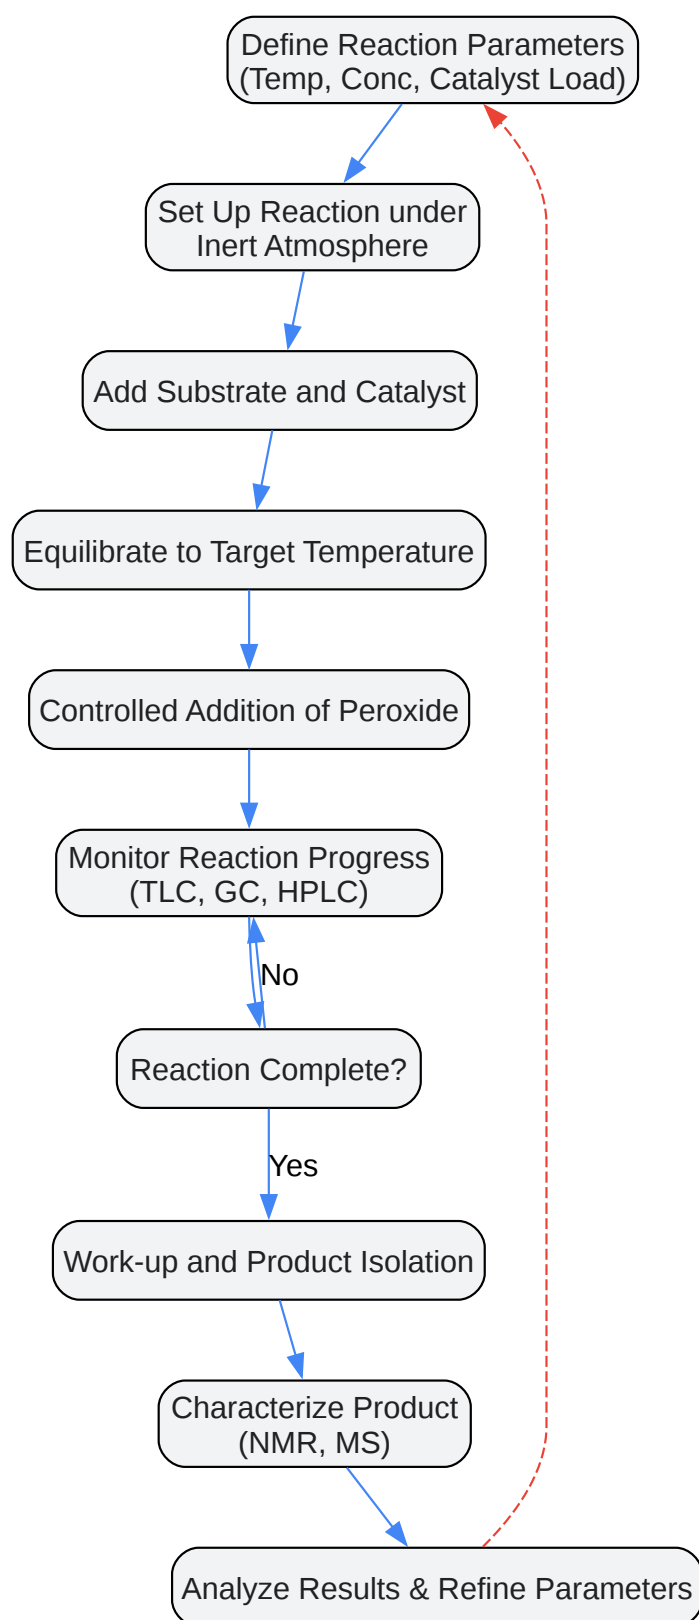 Define Reaction Parameters
(Temp, Conc, Catalyst Load)
Set Up Reaction under
Inert Atmosphere
Add Substrate and Catalyst
Equilibrate to Target Temperature
Controlled Addition of Peroxide
Monitor Reaction Progress
(TLC, GC, HPLC)
No
Reaction Complete?
Yes
Work-up and Product Isolation
Characterize Product
(NMR, MS)
Analyze Results & Refine Parameters